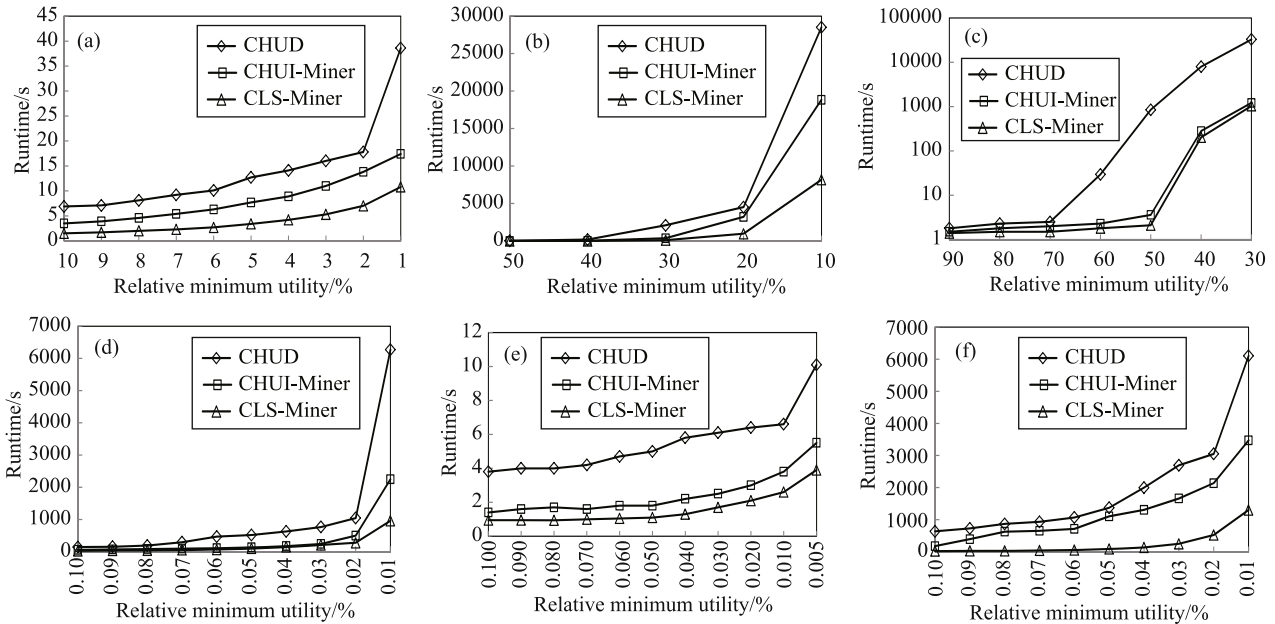 (a)
CHUD
CHUI-Miner
CLS-Miner
Runtime/s
45
40
35
30
25
20
15
10
5
0
10 9 8 7 6 5 4 3 2 1
Relative minimum utility/%
(b)
CHUD
CHUI-Miner
CLS-Miner
Runtime/s
30000
25000
20000
15000
10000
5000
0
50 40 30 20 10
Relative minimum utility/%
(c)
CHUD
CHUI-Miner
CLS-Miner
Runtime/s
100000
10000
1000
100
10
1
90 80 70 60 50 40 30
Relative minimum utility/%
(d)
CHUD
CHUI-Miner
CLS-Miner
Runtime/s
7000
6000
5000
4000
3000
2000
1000
0
0.10 0.09 0.08 0.07 0.06 0.05 0.04 0.03 0.02 0.01
Relative minimum utility/%
(e)
CHUD
CHUI-Miner
CLS-Miner
Runtime/s
12
10
8
6
4
2
0
0.100 0.090 0.080 0.070 0.060 0.050 0.040 0.030 0.020 0.010 0.005
Relative minimum utility/%
(f)
CHUD
CHUI-Miner
CLS-Miner
Runtime/s
7000
6000
5000
4000
3000
2000
1000
0
0.10 0.09 0.08 0.07 0.06 0.05 0.04 0.03 0.02 0.01
Relative minimum utility/%